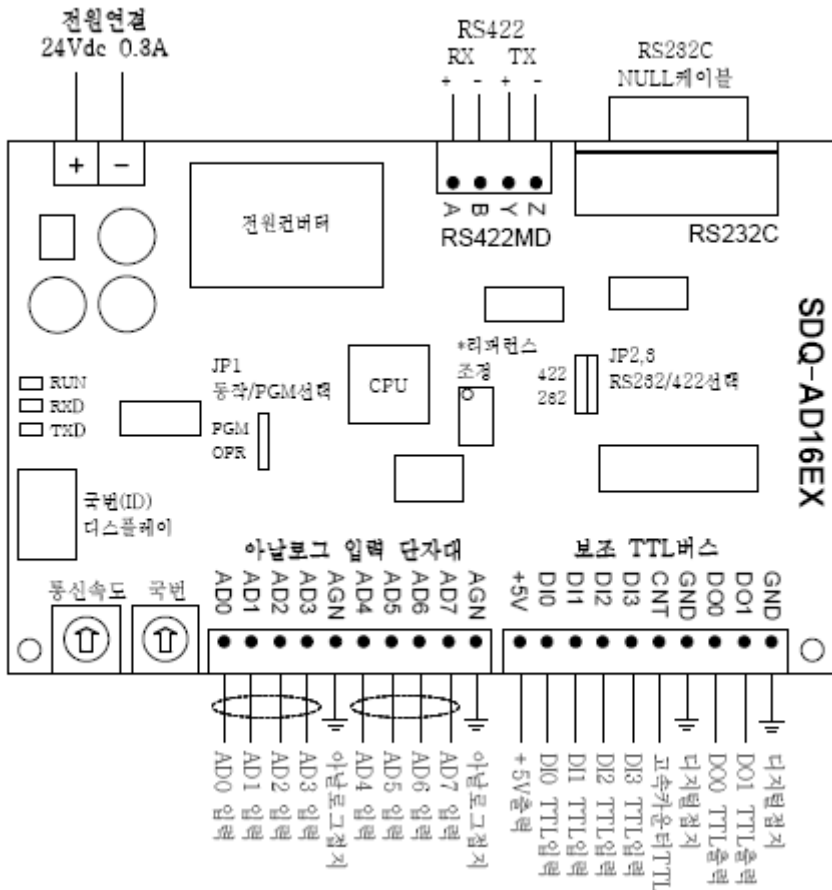 전원연결
24Vdc 0.3A
RS422
RX TX
+ - + -
RS232C
NULL케이블
+ -
전원컨버터
A B Y Z
RS422MD
RS232C
SDQ-AD16EX
RUN
RXD
TXD
JP1
동작/PGM선택
PGM
OPR
CPU
*리퍼런스
조정
422
232
JP2,3
RS232/422선택
국번(ID)
디스플레이
통신속도 국번
아날로그 입력 단자대
AD0 AD1 AD2 AD3 AGN AD4 AD5 AD6 AD7 AGN
보조 TTL버스
+5V DI0 DI1 DI2 DI3 CNT GND DO0 DO1 GND
AD0 입력
AD1 입력
AD2 입력
AD3 입력
아날로그접지
AD4 입력
AD5 입력
AD6 입력
AD7 입력
아날로그접지
+5V출력
DI0 TTL입력
DI1 TTL입력
DI2 TTL입력
DI3 TTL입력
고속카운터TTL
디지털접지
DO0 TTL출력
DO1 TTL출력
디지털접지